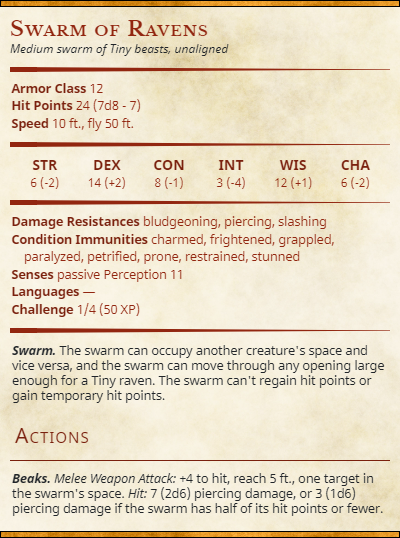 Swarm of Ravens
Medium swarm of Tiny beasts, unaligned
Armor Class 12
Hit Points 24 (7d8 - 7)
Speed 10 ft., fly 50 ft.
STR DEX CON INT WIS CHA
6 (-2) 14 (+2) 8 (-1) 3 (-4) 12 (+1) 6 (-2)
Damage Resistances bludgeoning, piercing, slashing
Condition Immunities charmed, frightened, grappled,
paralyzed, petrified, prone, restrained, stunned
Senses passive Perception 11
Languages —
Challenge 1/4 (50 XP)
Swarm. The swarm can occupy another creature's space and
vice versa, and the swarm can move through any opening large
enough for a Tiny raven. The swarm can't regain hit points or
gain temporary hit points.
Actions
Beaks. Melee Weapon Attack: +4 to hit, reach 5 ft., one target in
the swarm's space. Hit: 7 (2d6) piercing damage, or 3 (1d6)
piercing damage if the swarm has half of its hit points or fewer.